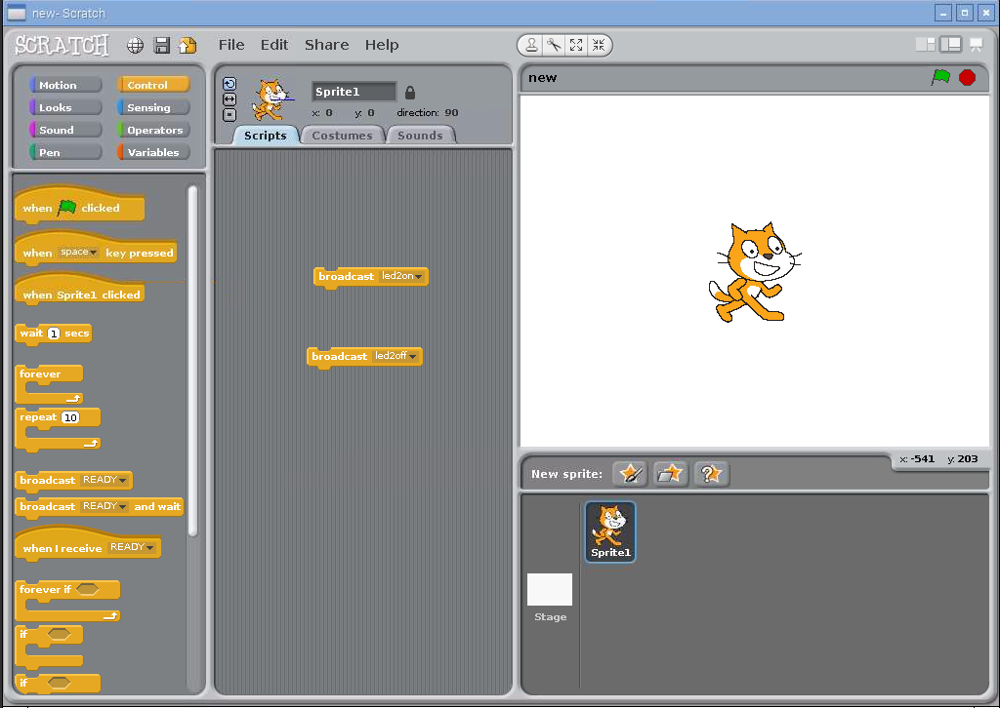 new- Scratch
SCRATCH File Edit Share Help
Motion Control
Looks Sensing
Sound Operators
Pen Variables
when clicked
when space key pressed
when Sprite1 clicked
wait 1 secs
forever
repeat 10
broadcast READY
broadcast READY and wait
when I receive READY
forever if
if
if
Sprite1
x: 0 y: 0 direction: 90
Scripts Costumes Sounds
broadcast led2on
broadcast led2off
new
x: -541 y: 203
New sprite:
Sprite1
Stage